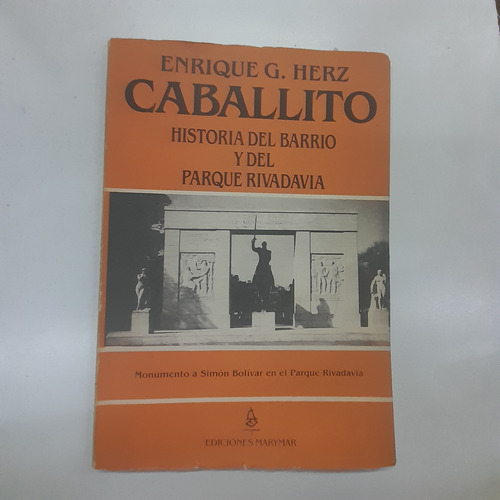 ENRIQUE G. HERZ
CABALLITO
HISTORIA DEL BARRIO
Y DEL
PARQUE RIVADAVIA
Monumento a Simón Bolívar en el Parque Rivadavia
EDICIONES MARYMAR